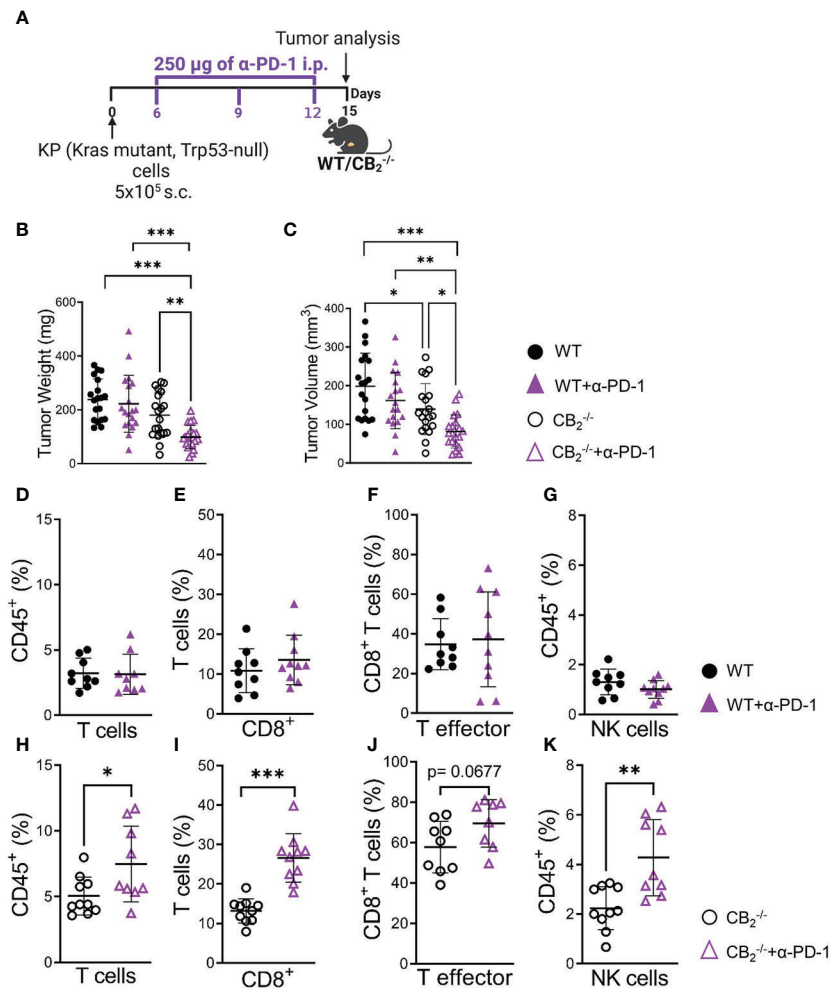 A
Tumor analysis
250 µg of α-PD-1 i.p.
Days
0 6 9 12 15
KP (Kras mutant, Trp53-null)
cells
5x10⁵ s.c.
WT/CB₂⁻/⁻
B
***
***
**
Tumor Weight (mg)
600
400
200
0
C
***
**
* *
Tumor Volume (mm³)
400
300
200
100
0
WT
WT+α-PD-1
CB₂⁻/⁻
CB₂⁻/⁻+α-PD-1
D
CD45⁺ (%)
15
10
5
0
T cells
E
T cells (%)
50
40
30
20
10
0
CD8⁺
F
CD8⁺ T cells (%)
100
80
60
40
20
0
T effector
G
CD45⁺ (%)
8
6
4
2
0
NK cells
WT
WT+α-PD-1
H
*
CD45⁺ (%)
15
10
5
0
T cells
I
***
T cells (%)
50
40
30
20
10
0
CD8⁺
J
p= 0.0677
CD8⁺ T cells (%)
100
80
60
40
20
0
T effector
K
**
CD45⁺ (%)
8
6
4
2
0
NK cells
CB₂⁻/⁻
CB₂⁻/⁻+α-PD-1